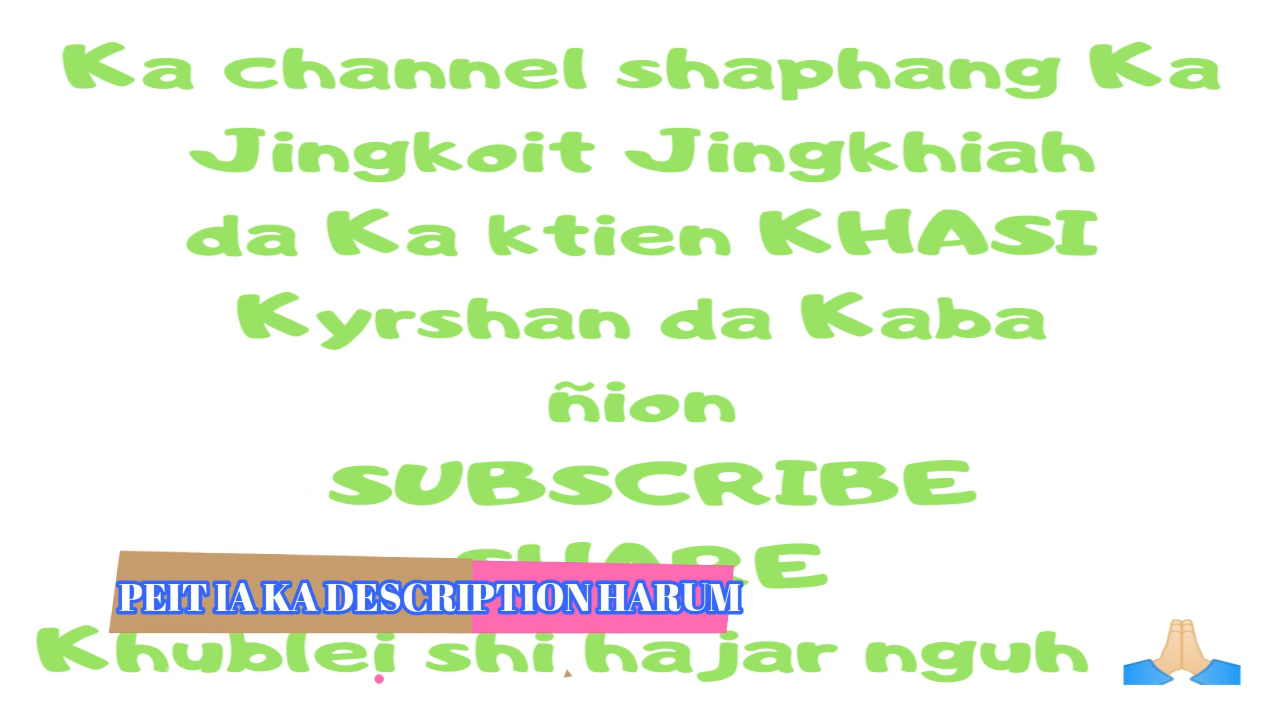 Ka channel shaphang Ka
Jingkoit Jingkhiah
da Ka ktien KHASI
Kyrshan da Kaba
ñion
SUBSCRIBE
SHARE
PEIT IA KA DESCRIPTION HARUM
Khublei shi hajar nguh